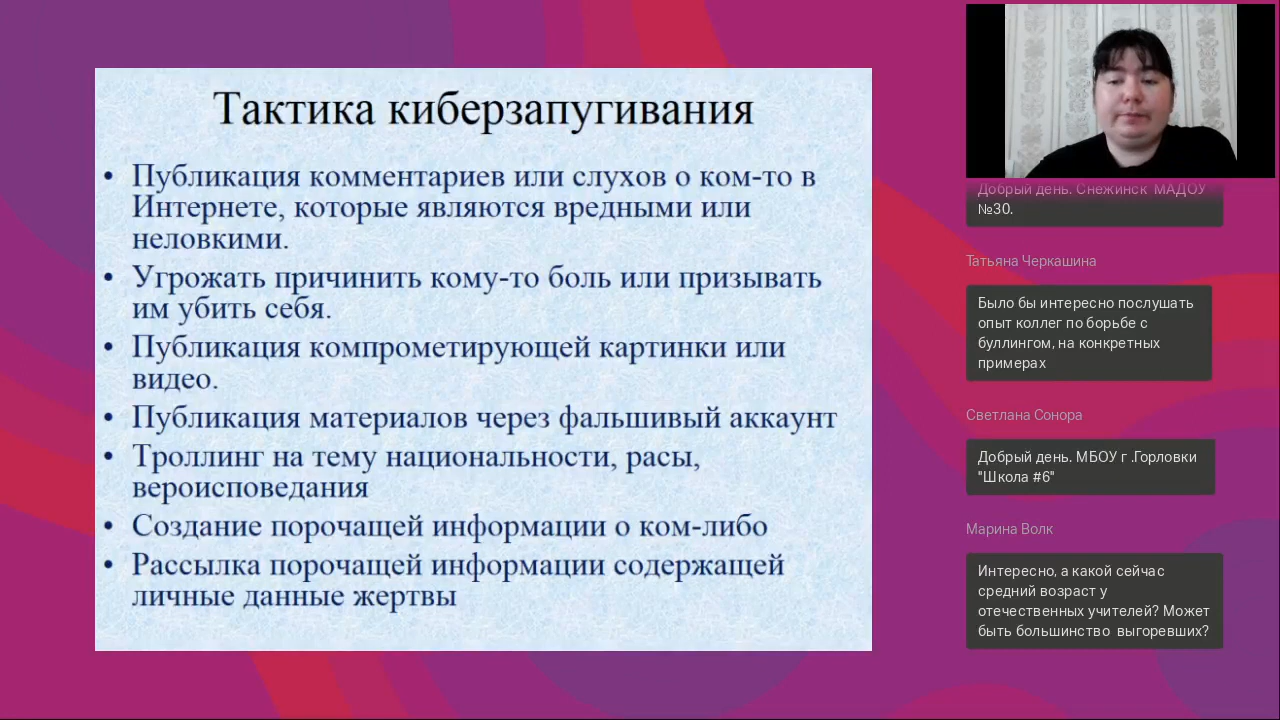 Тактика киберзапугивания
• Публикация комментариев или слухов о ком-то в
Интернете, которые являются вредными или
неловкими.
• Угрожать причинить кому-то боль или призывать
им убить себя.
• Публикация компрометирующей картинки или
видео.
• Публикация материалов через фальшивый аккаунт
• Троллинг на тему национальности, расы,
вероисповедания
• Создание порочащей информации о ком-либо
• Рассылка порочащей информации содержащей
личные данные жертвы
Добрый день. Снежинск МАДОУ
№30.
Татьяна Черкашина
Было бы интересно послушать
опыт коллег по борьбе с
буллингом, на конкретных
примерах
Светлана Сонора
Добрый день. МБОУ г .Горловки
"Школа #6"
Марина Волк
Интересно, а какой сейчас
средний возраст у
отечественных учителей? Может
быть большинство выгоревших?